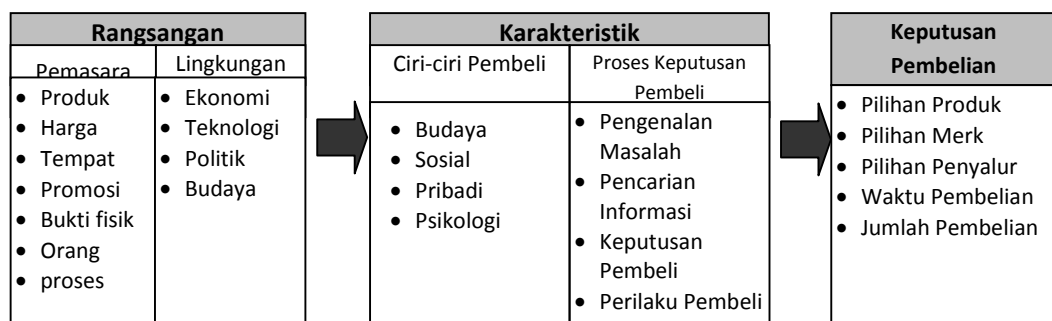 Rangsangan
Pemasara
Lingkungan
• Produk
• Harga
• Tempat
• Promosi
• Bukti fisik
• Orang
• proses
• Ekonomi
• Teknologi
• Politik
• Budaya
Karakteristik
Ciri-ciri Pembeli
• Budaya
• Sosial
• Pribadi
• Psikologi
Proses Keputusan
Pembeli
• Pengenalan
Masalah
• Pencarian
Informasi
• Keputusan
Pembeli
• Perilaku Pembeli
Keputusan
Pembelian
• Pilihan Produk
• Pilihan Merk
• Pilihan Penyalur
• Waktu Pembelian
• Jumlah Pembelian